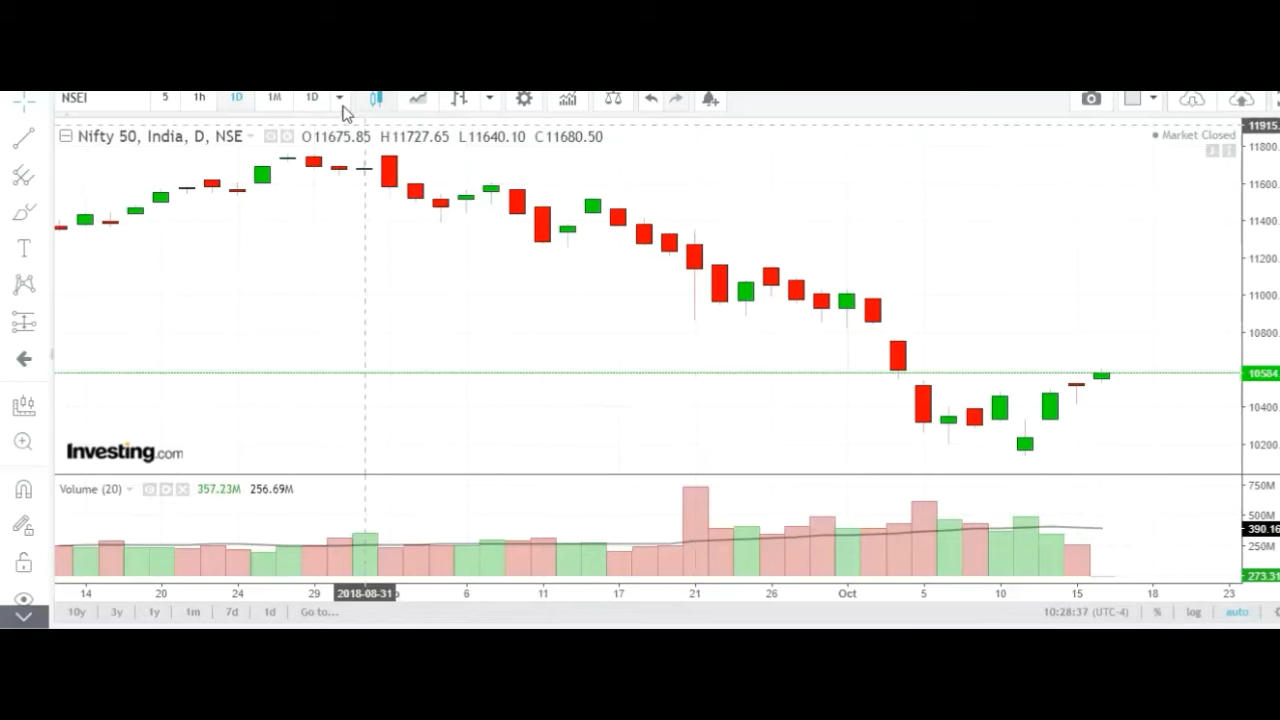 NSEI 5 1h 1D 1M 1D
Nifty 50, India, D, NSE O11675.85 H11727.65 L11640.10 C11680.50
Market Closed
11915
11800
11600
11400
11200
11000
10800
10584
10400
10200
Investing.com
Volume (20) 357.23M 256.69M
750M
500M
390.16
250M
273.31
14 20 24 29 2018-08-31 6 11 17 21 26 Oct 5 10 15 18 23
10y 3y 1y 1m 7d 1d Go to... 10:28:37 (UTC-4) % log auto